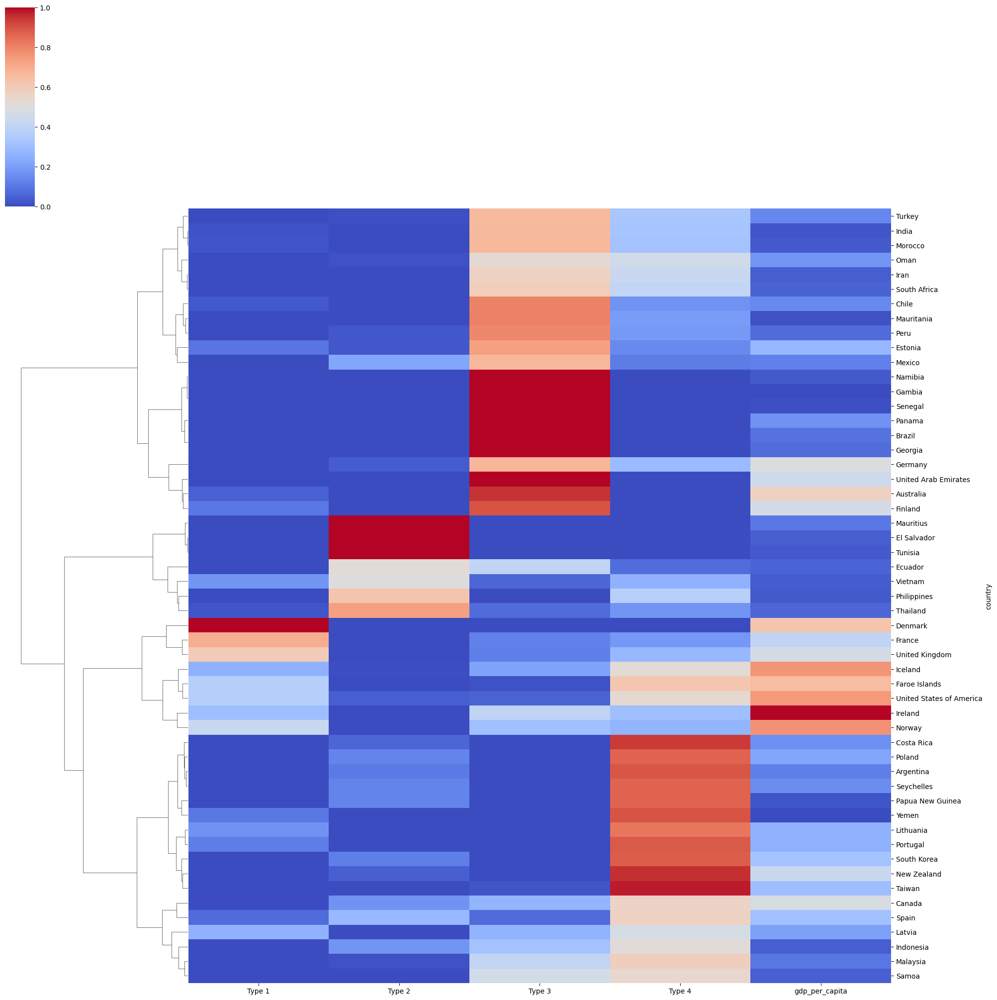 1.0
0.8
0.6
0.4
0.2
0.0
Turkey
India
Morocco
Oman
Iran
South Africa
Chile
Mauritania
Peru
Estonia
Mexico
Namibia
Gambia
Senegal
Panama
Brazil
Georgia
Germany
United Arab Emirates
Australia
Finland
Mauritius
El Salvador
Tunisia
Ecuador
Vietnam
Philippines
Thailand
Denmark
France
United Kingdom
Iceland
Faroe Islands
United States of America
Ireland
Norway
Costa Rica
Poland
Argentina
Seychelles
Papua New Guinea
Yemen
Lithuania
Portugal
South Korea
New Zealand
Taiwan
Canada
Spain
Latvia
Indonesia
Malaysia
Samoa
country
Type 1 Type 2 Type 3 Type 4 gdp_per_capita